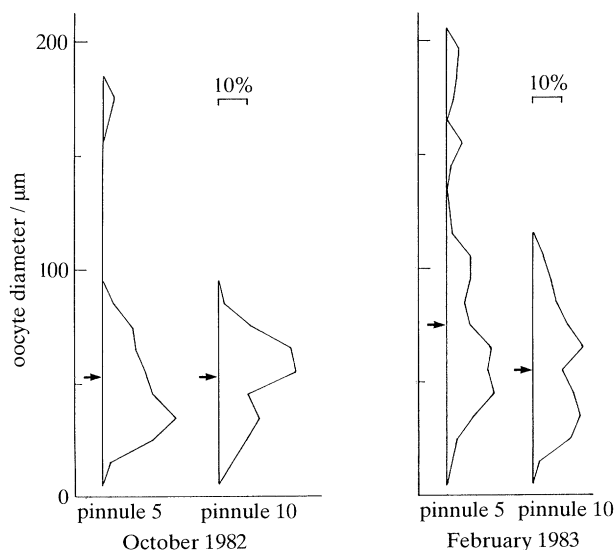 200
10%
10%
oocyte diameter / μm
100
0
pinnule 5 pinnule 10
pinnule 5 pinnule 10
October 1982
February 1983